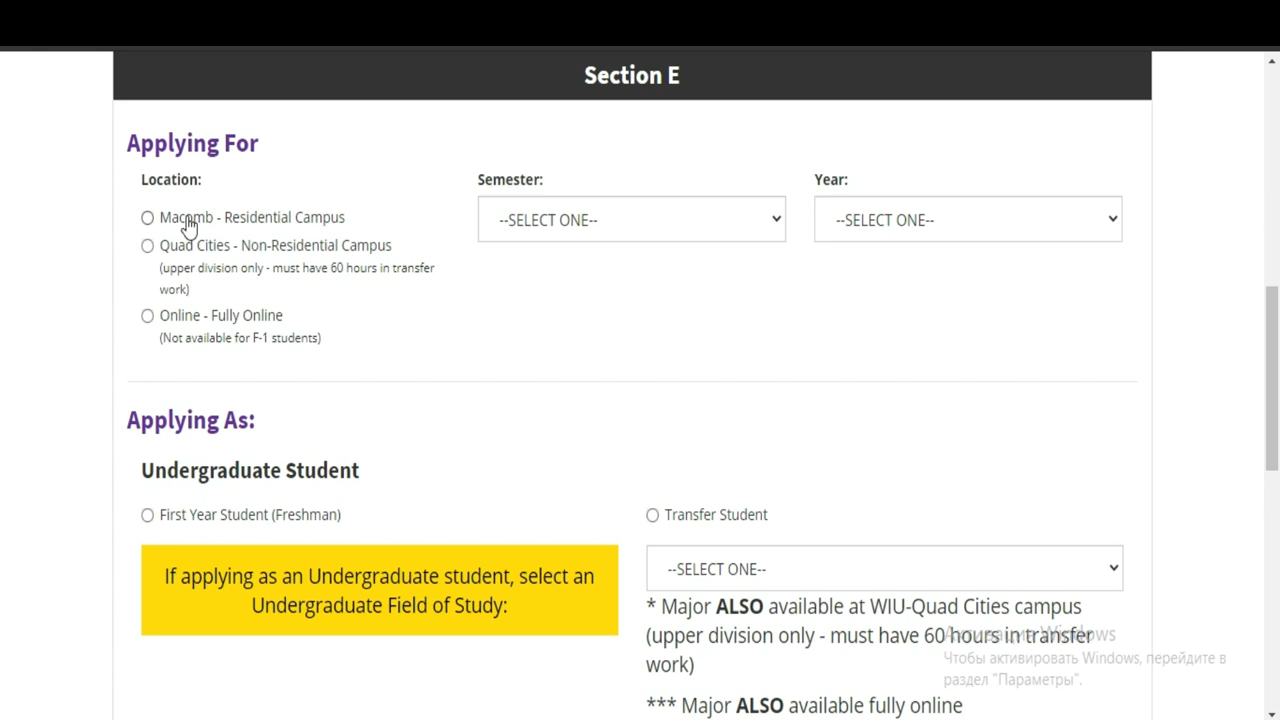 Section E
Applying For
Location:
Semester:
Year:
Macomb - Residential Campus
--SELECT ONE--
--SELECT ONE--
Quad Cities - Non-Residential Campus
(upper division only - must have 60 hours in transfer
work)
Online - Fully Online
(Not available for F-1 students)
Applying As:
Undergraduate Student
First Year Student (Freshman)
Transfer Student
If applying as an Undergraduate student, select an
Undergraduate Field of Study:
--SELECT ONE--
* Major ALSO available at WIU-Quad Cities campus
(upper division only - must have 60 hours in transfer
work)
*** Major ALSO available fully online
Активация Windows
Чтобы активировать Windows, перейдите в
раздел "Параметры".